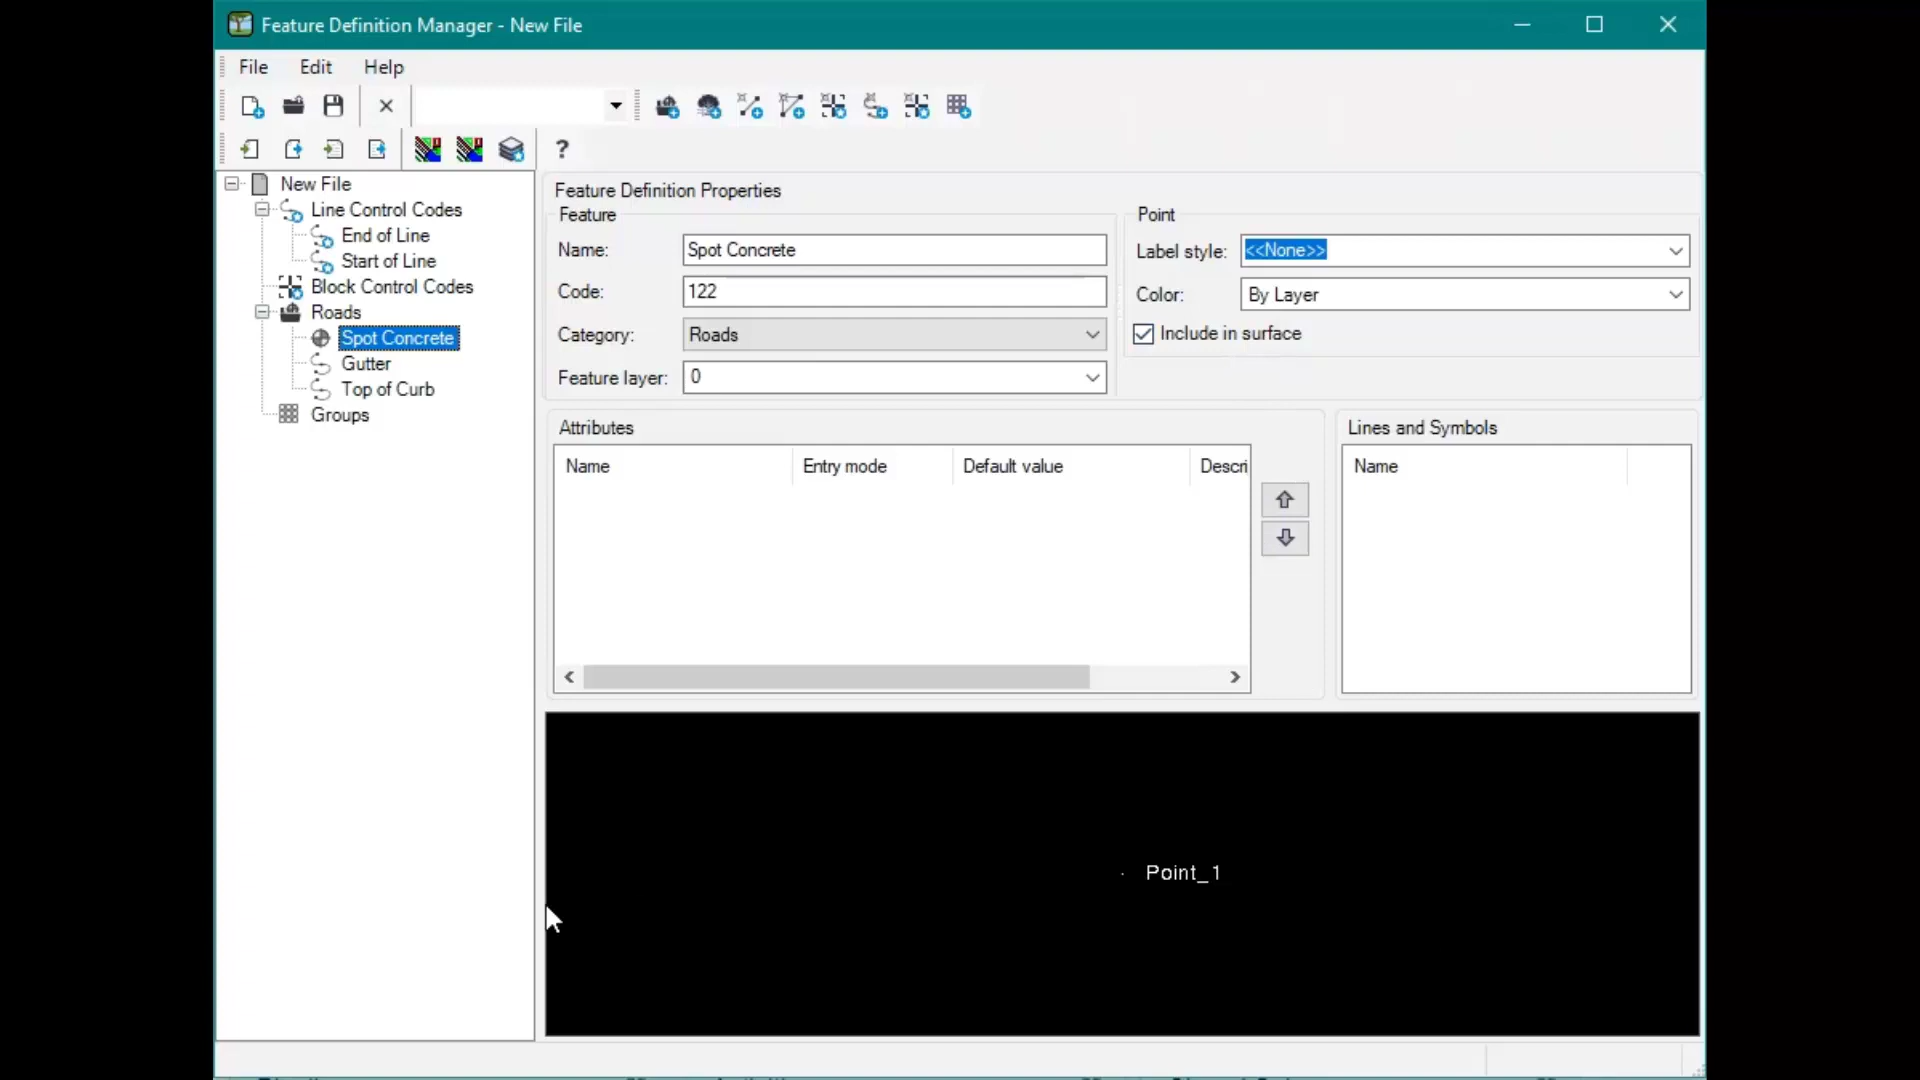 Feature Definition Manager - New File
File Edit Help
?
New File
Line Control Codes
End of Line
Start of Line
Block Control Codes
Roads
Spot Concrete
Gutter
Top of Curb
Groups
Feature Definition Properties
Feature
Name: Spot Concrete
Code: 122
Category: Roads
Feature layer: 0
Point
Label style: <<None>>
Color: By Layer
Include in surface
Attributes
Name Entry mode Default value Descri
Lines and Symbols
Name
Point_1